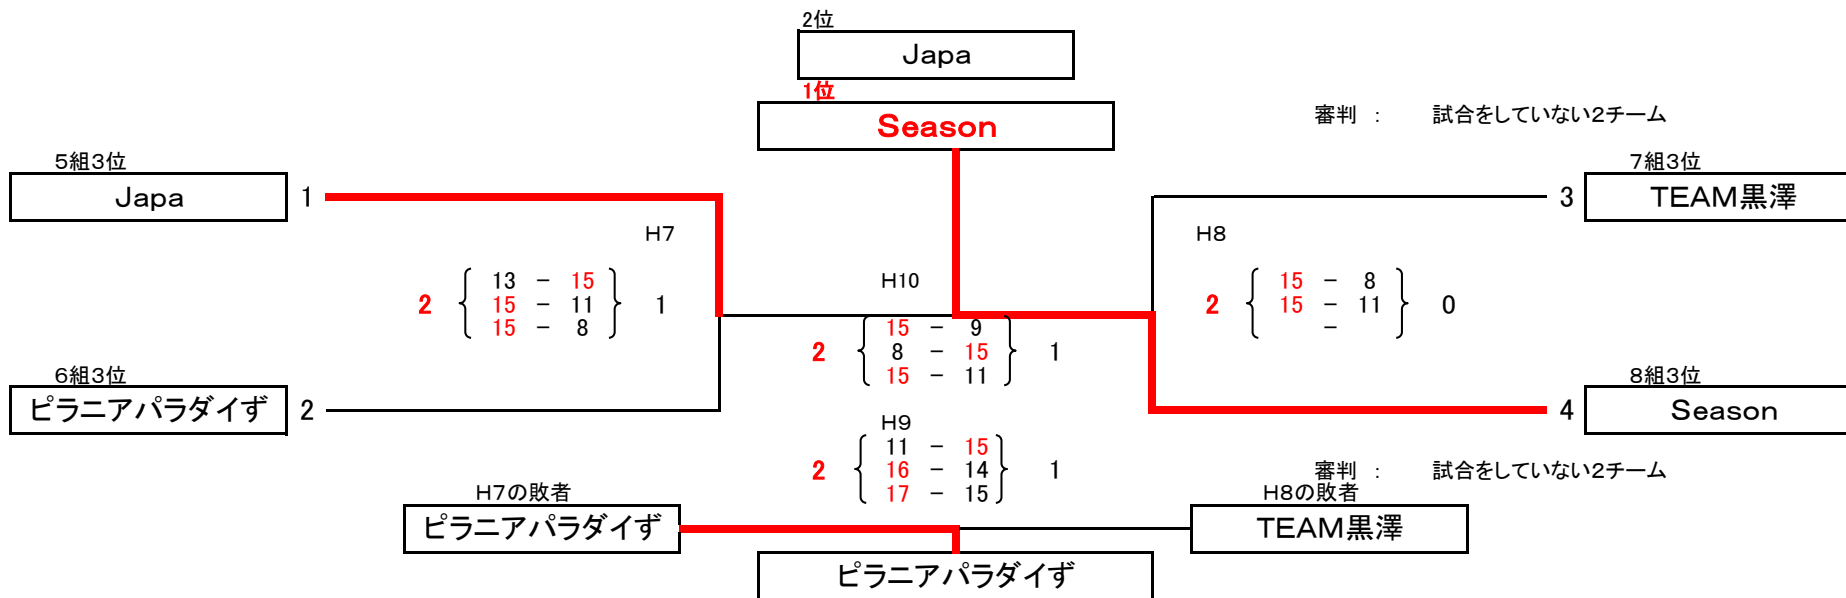 2位
Japa
1位
Season
審判 : 試合をしていない2チーム
5組3位
Japa 1
7組3位
3 TEAM黒澤
H7
H8
13 - 15
2 15 - 11 1
15 - 8
H10
15 - 8
2 15 - 11 0
-
15 - 9
2 8 - 15 1
15 - 11
6組3位
ピラニアパラダイず 2
8組3位
4 Season
H9
11 - 15
2 16 - 14 1
17 - 15
審判 : 試合をしていない2チーム
H7の敗者
ピラニアパラダイず
H8の敗者
TEAM黒澤
ピラニアパラダイず